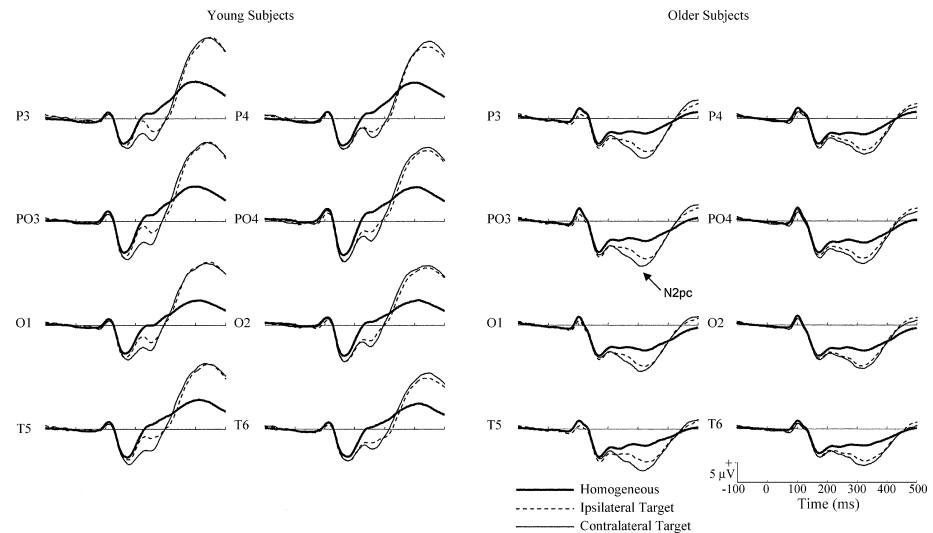 Young Subjects
Older Subjects
P3
P4
P3
P4
PO3
PO4
PO3
PO4
N2pc
O1
O2
O1
O2
T5
T6
T5
T6
+
5 µV
-100 0 100 200 300 400 500
Time (ms)
Homogeneous
Ipsilateral Target
Contralateral Target